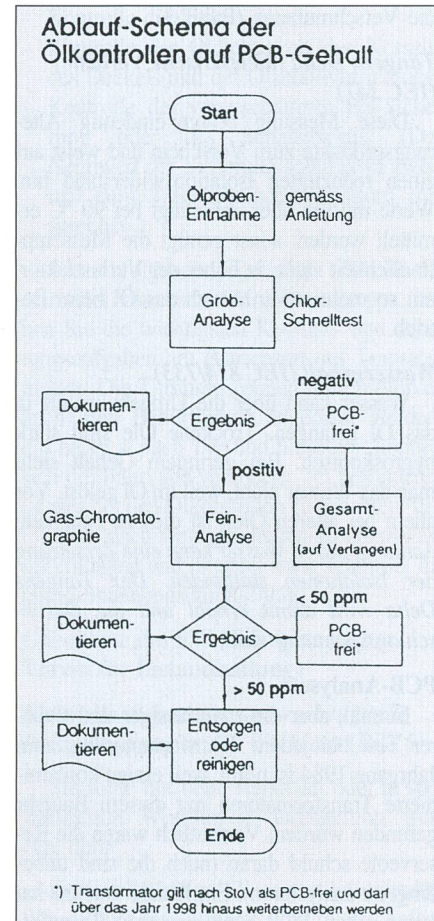 Ablauf-Schema der
Ölkontrollen auf PCB-Gehalt
Start
Ölproben-
Entnahme
gemäss
Anleitung
Grob-
Analyse
Chlor-
Schnelltest
negativ
Dokumen-
tieren
Ergebnis
PCB-
frei*
positiv
Gas-Chromato-
graphie
Fein-
Analyse
Gesamt-
Analyse
(auf Verlangen)
< 50 ppm
Dokumen-
tieren
Ergebnis
PCB-
frei*
> 50 ppm
Dokumen-
tieren
Entsorgen
oder
reinigen
Ende
*) Transformator gilt nach StoV als PCB-frei und darf
über das Jahr 1998 hinaus weiterbetrieben werden